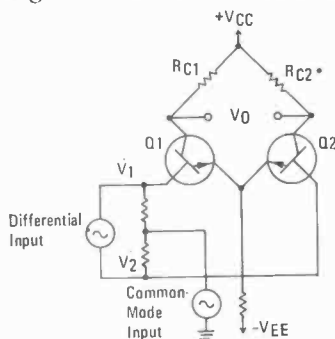 +VCC
RC1
RC2
VO
Q1
Q2
V1
Differential
Input
V2
Common-
Mode
Input
-VEE